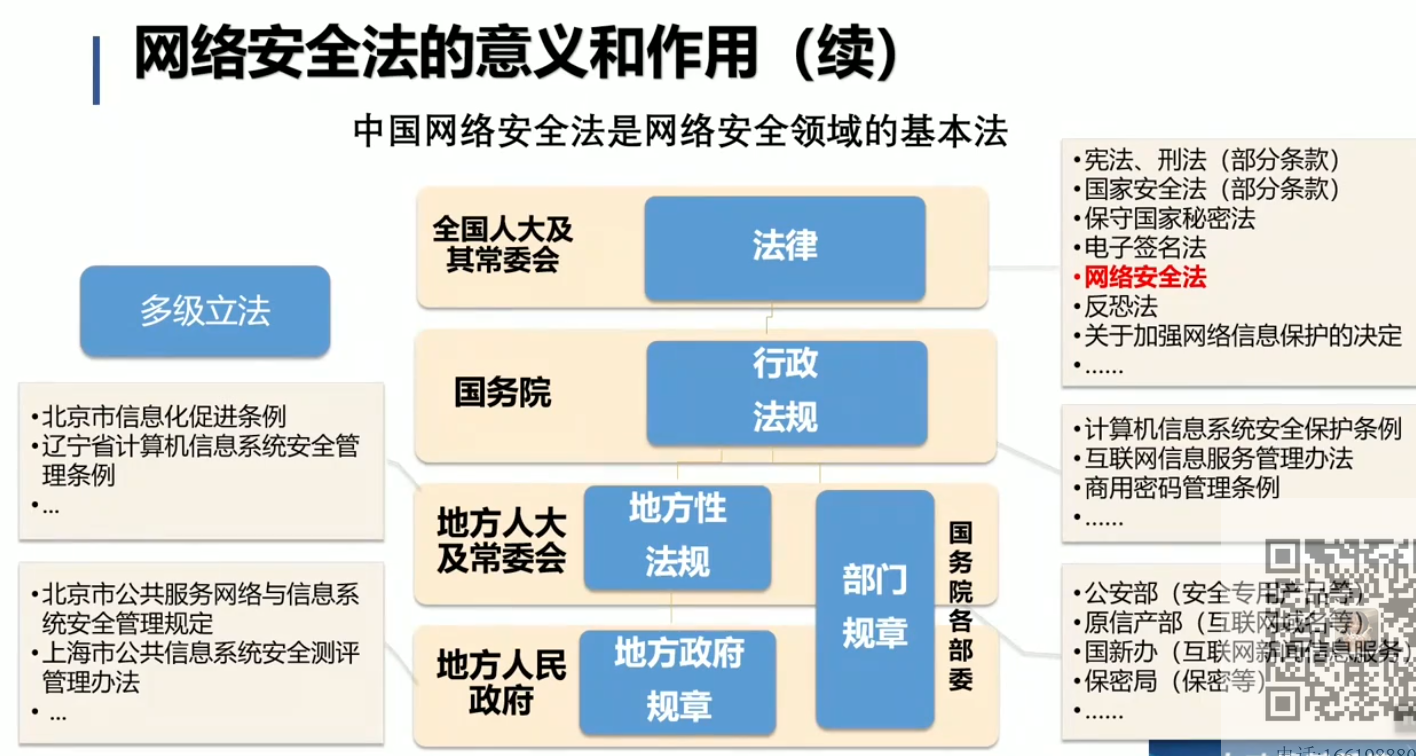 网络安全法的意义和作用（续）
中国网络安全法是网络安全领域的基本法
多级立法
•北京市信息化促进条例
•辽宁省计算机信息系统安全管
理条例
•...
•北京市公共服务网络与信息系
统安全管理规定
•上海市公共信息系统安全测评
管理办法
• ...
全国人大及
其常委会
法律
国务院
行政
法规
地方人大
及常委会
地方性
法规
部门
规章
国
务
院
各
部
委
地方人民
政府
地方政府
规章
•宪法、刑法（部分条款）
•国家安全法（部分条款）
•保守国家秘密法
•电子签名法
•网络安全法
•反恐法
•关于加强网络信息保护的决定
•......
•计算机信息系统安全保护条例
•互联网信息服务管理办法
•商用密码管理条例
•......
•公安部（安全专用产品等）
•原信产部（互联网域名等）
•国新办（互联网新闻信息服务）
•保密局（保密等）
•......